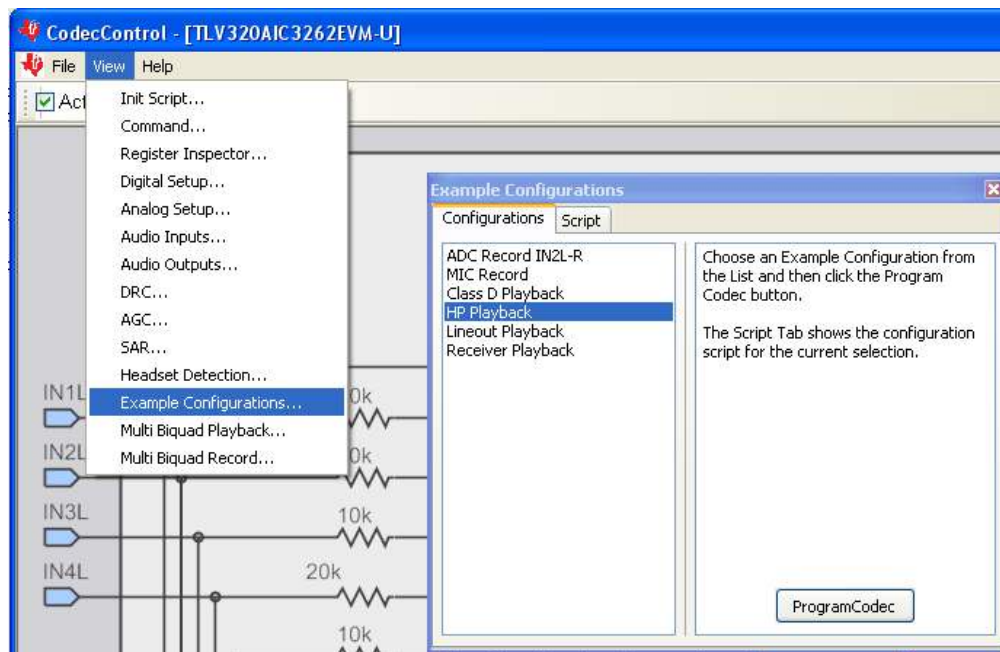 CodecControl - [TLV320AIC3262EVM-U]
File View Help
Init Script...
Command...
Register Inspector...
Digital Setup...
Analog Setup...
Audio Inputs...
Audio Outputs...
DRC...
AGC...
SAR...
Headset Detection...
Example Configurations...
Multi Biquad Playback...
Multi Biquad Record...
Example Configurations
Configurations Script
ADC Record IN2L-R
MIC Record
Class D Playback
HP Playback
Lineout Playback
Receiver Playback
Choose an Example Configuration from
the List and then click the Program
Codec button.
The Script Tab shows the configuration
script for the current selection.
ProgramCodec
IN1L
IN2L
IN3L
10k
IN4L
20k
10k